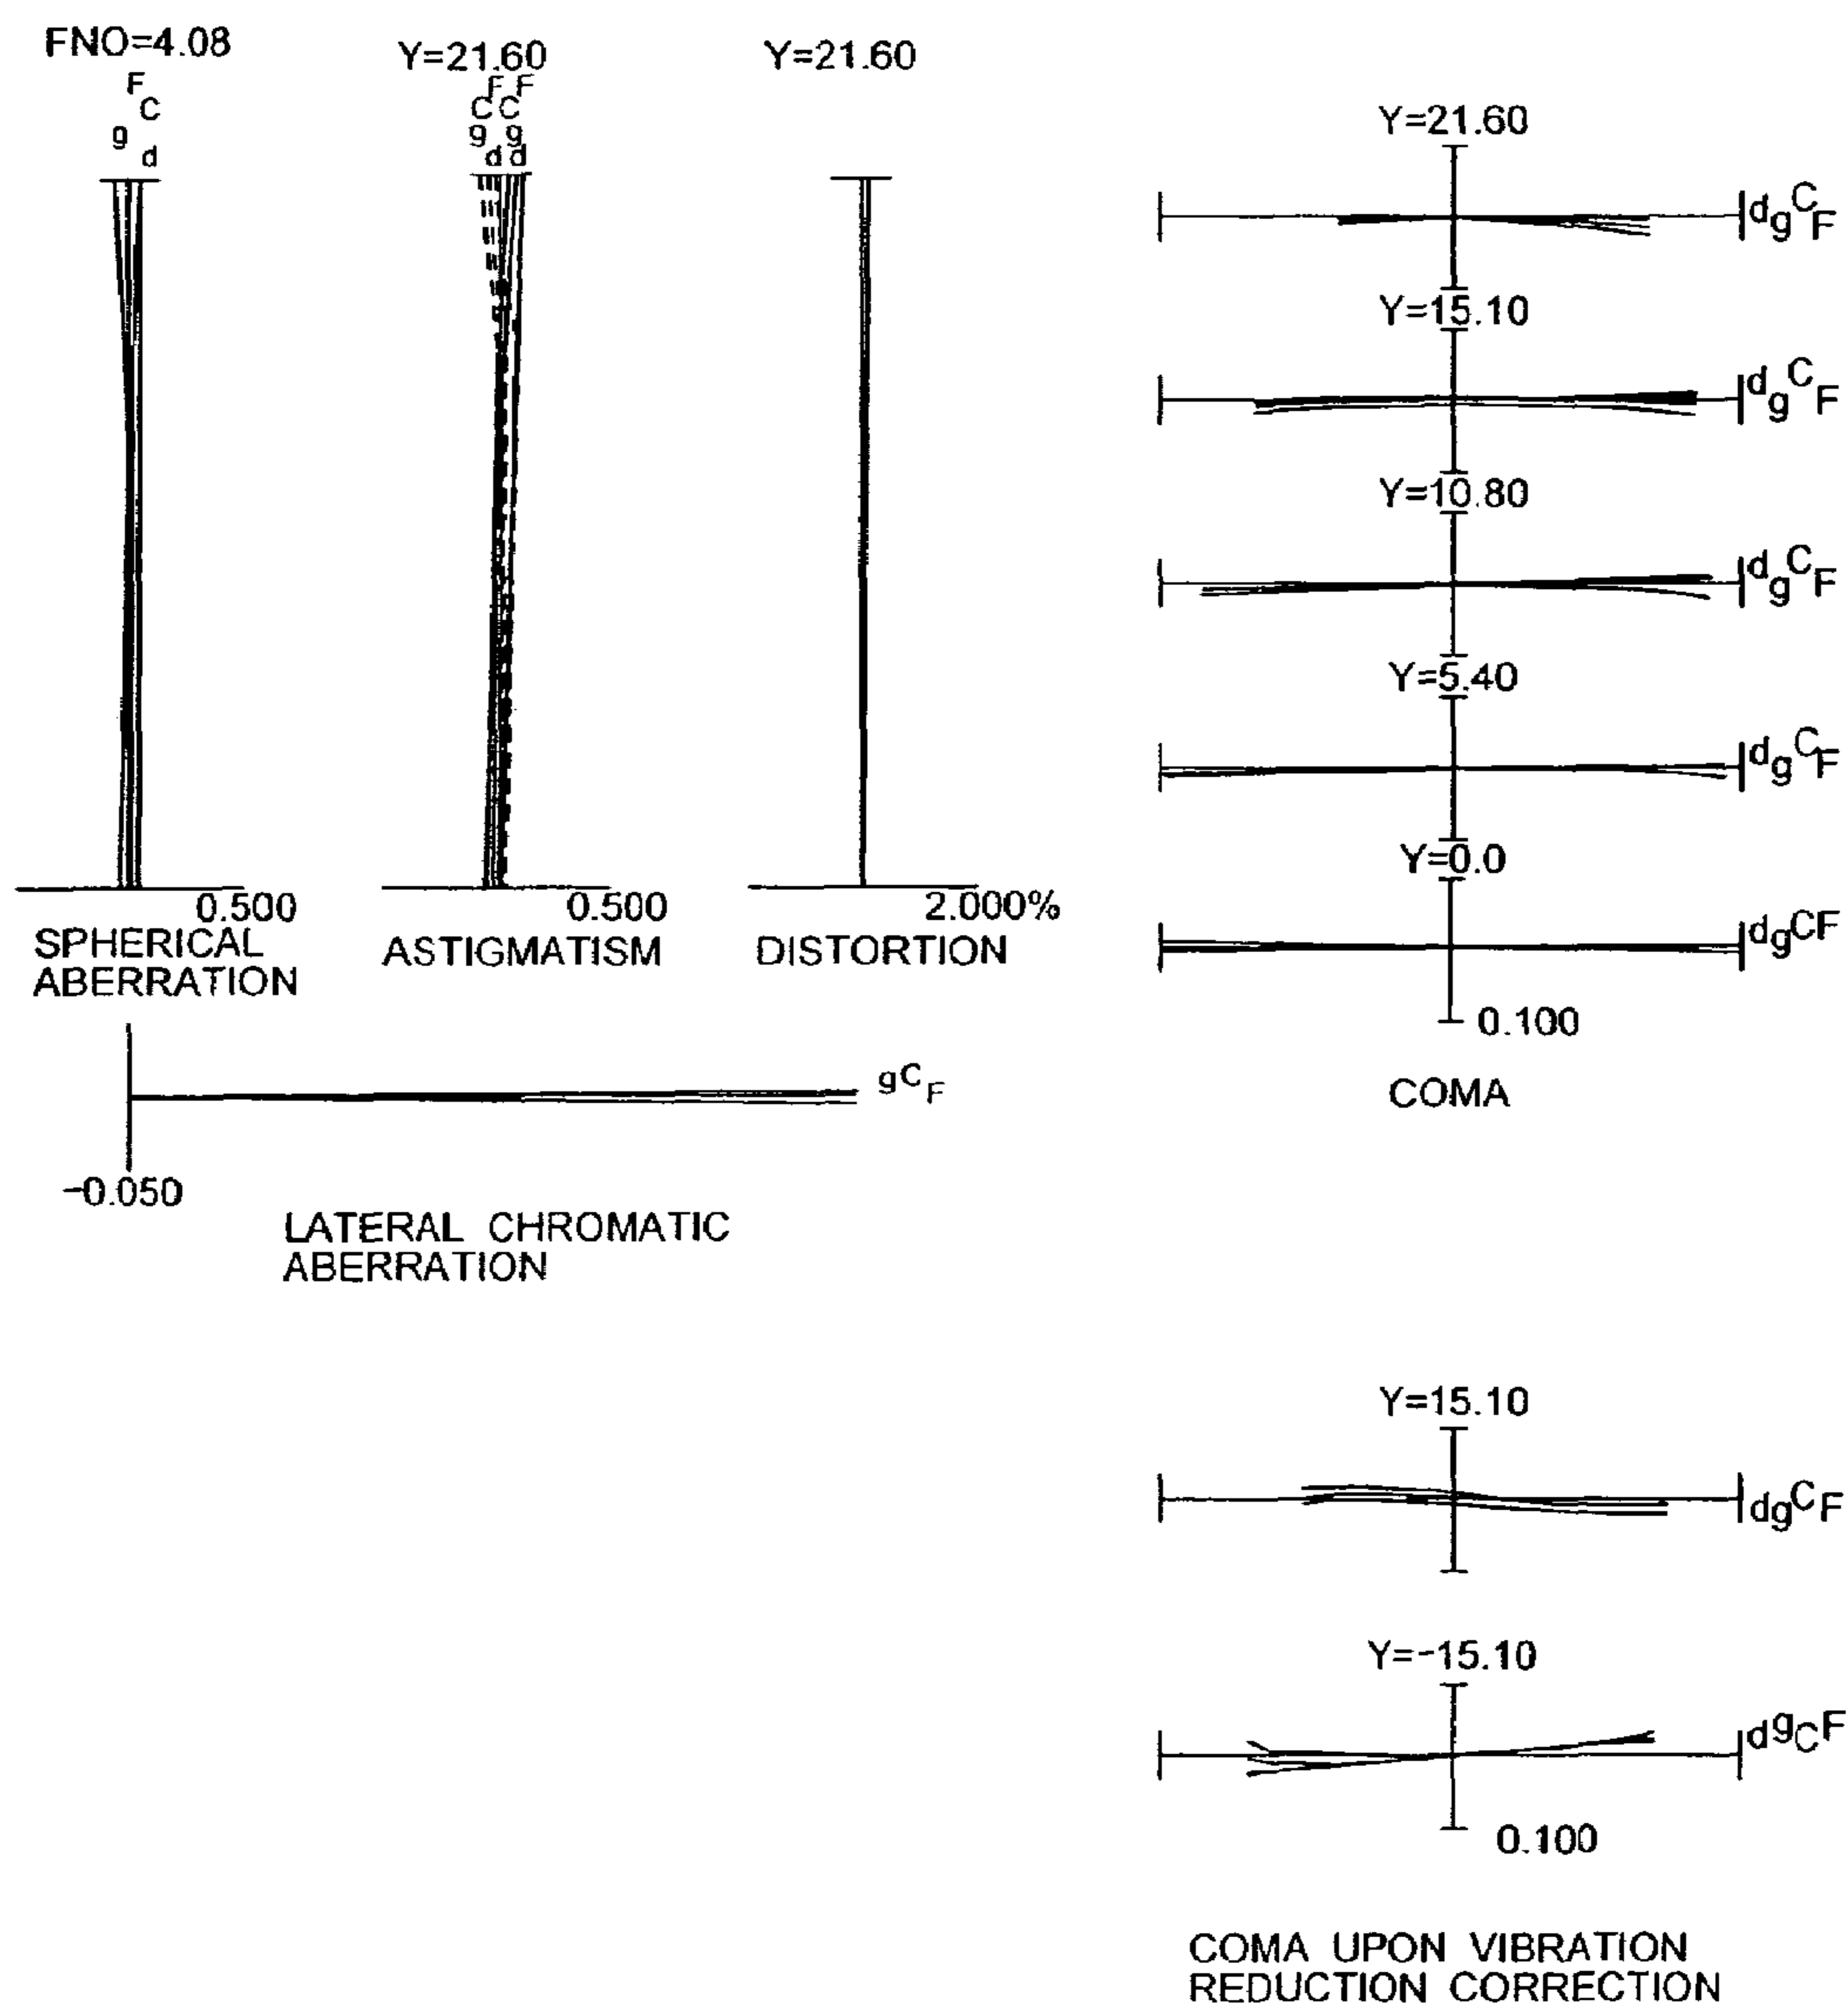 FNO=4.08
F
C
g
d
0.500
SPHERICAL
ABERRATION
Y=21.60
F F
C C
g g
d d
0.500
ASTIGMATISM
Y=21.60
2.000%
DISTORTION
gCF
-0.050
LATERAL CHROMATIC
ABERRATION
Y=21.60
dgCF
Y=15.10
dgCF
Y=10.80
dgCF
Y=5.40
dgCF
Y=0.0
dgCF
0.100
COMA
Y=15.10
dgCF
Y=-15.10
dgCF
0.100
COMA UPON VIBRATION
REDUCTION CORRECTION